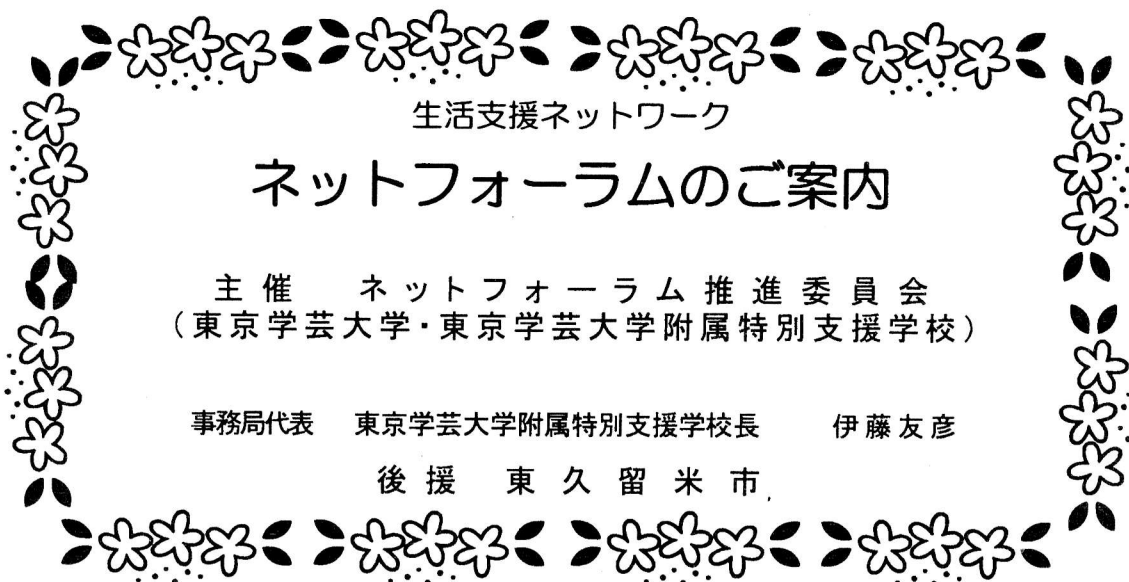 生活支援ネットワーク
ネットフォーラムのご案内
主催　ネットフォーラム推進委員会
（東京学芸大学・東京学芸大学附属特別支援学校）
事務局代表　東京学芸大学附属特別支援学校長　伊藤友彦
後援　東久留米市